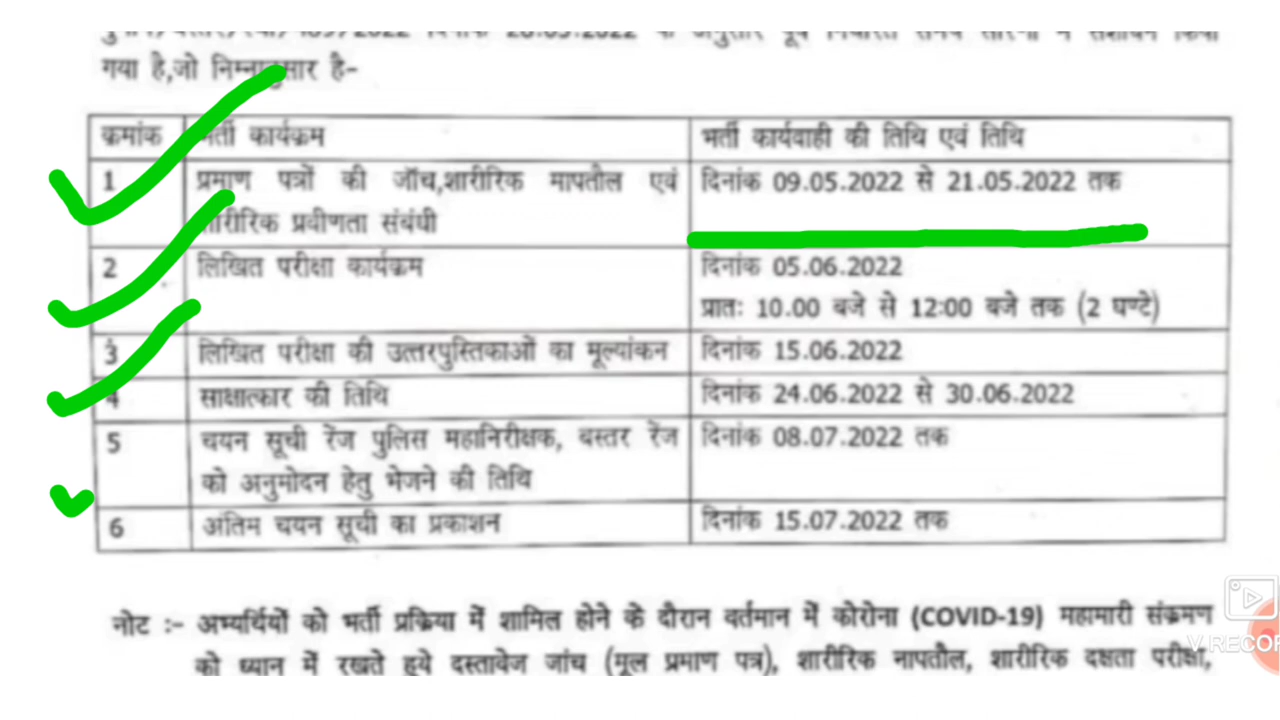 गया है,जो निम्नानुसार है-
क्रमांक भर्ती कार्यक्रम भर्ती कार्यवाही की तिथि एवं तिथि
1 प्रमाण पत्रों की जॉच,शारीरिक मापतौल एवं दिनांक 09.05.2022 से 21.05.2022 तक
शारीरिक प्रवीणता संबंधी
2 लिखित परीक्षा कार्यक्रम दिनांक 05.06.2022
प्रातः 10.00 बजे से 12:00 बजे तक (2 घण्टे)
3 लिखित परीक्षा की उत्तरपुस्तिकाओं का मूल्यांकन दिनांक 15.06.2022
4 साक्षात्कार की तिथि दिनांक 24.06.2022 से 30.06.2022
5 चयन सूची रेंज पुलिस महानिरीक्षक, बस्तर रेंज दिनांक 08.07.2022 तक
को अनुमोदन हेतु भेजने की तिथि
6 अंतिम चयन सूची का प्रकाशन दिनांक 15.07.2022 तक
नोट :- अभ्यर्थियों को भर्ती प्रक्रिया में शामिल होने के दौरान वर्तमान में कोरोना (COVID-19) महामारी संक्रमण
को ध्यान में रखते हुये दस्तावेज जांच (मूल प्रमाण पत्र), शारीरिक नापतौल, शारीरिक दक्षता परीक्षा,
V.RECOR